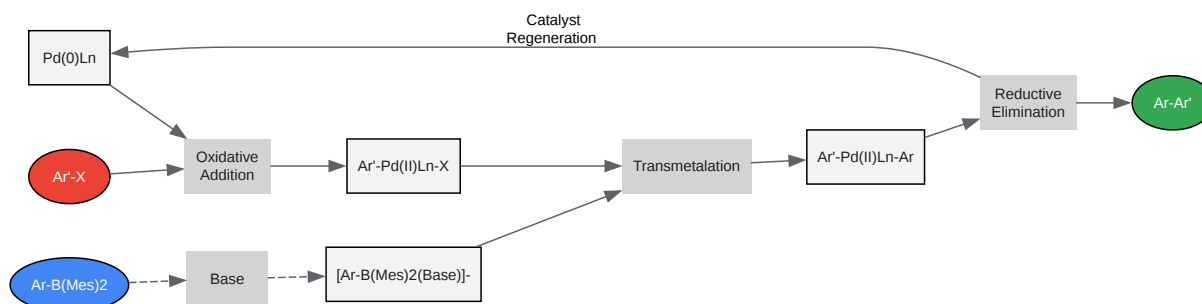 Catalyst
Regeneration
Pd(0)Ln
Reductive
Elimination
Ar-Ar'
Oxidative
Addition
Ar'-X
Ar'-Pd(II)Ln-X
Transmetalation
Ar'-Pd(II)Ln-Ar
Ar-B(Mes)2
Base
[Ar-B(Mes)2(Base)]-